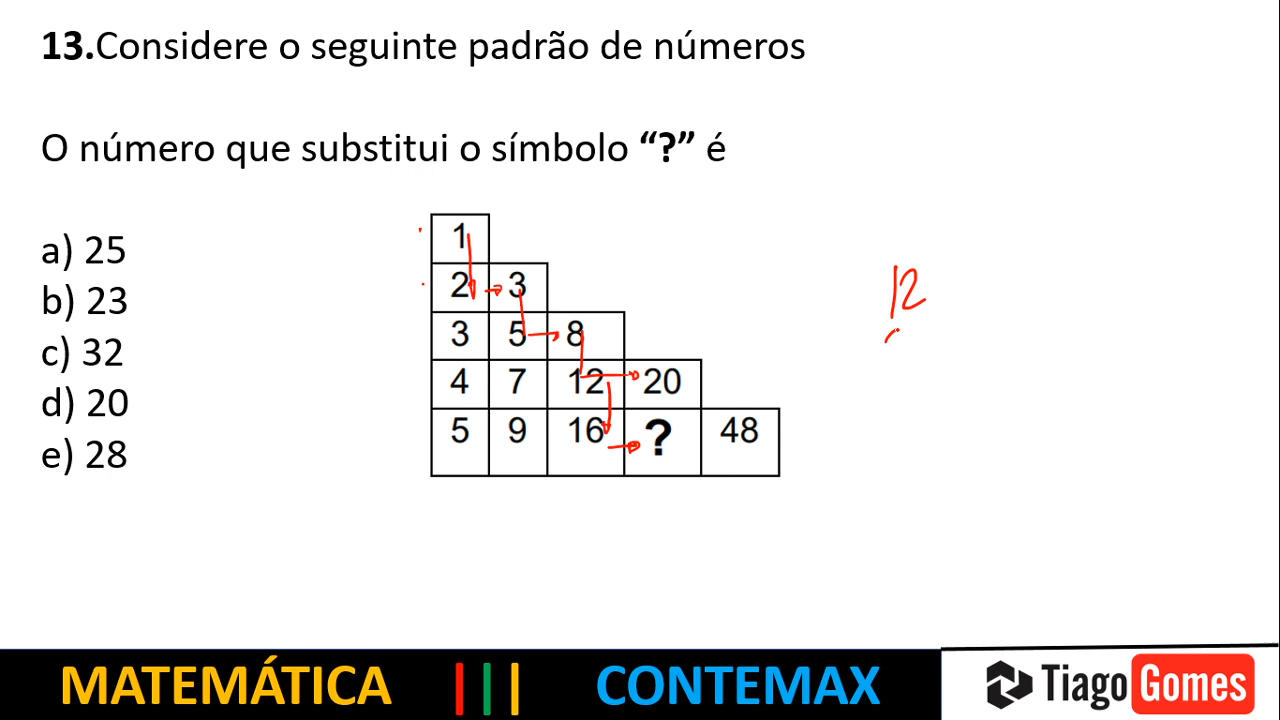 13.Considere o seguinte padrão de números
O número que substitui o símbolo “?” é
a) 25
b) 23
c) 32
d) 20
e) 28
1
2 3
3 5 8
4 7 12 20
5 9 16 ? 48
12
MATEMÁTICA CONTEMAX Tiago Gomes